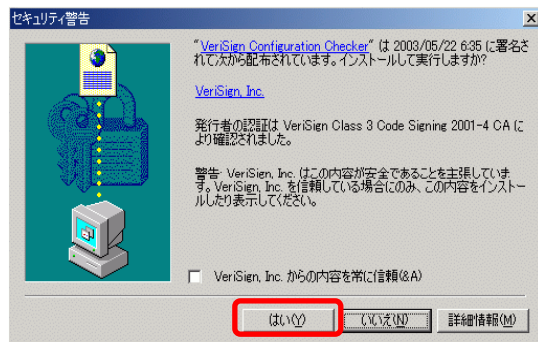 セキュリティ警告
"VeriSign Configuration Checker" は 2003/05/22 6:35 に署名さ
れて次から配布されています。インストールして実行しますか?
VeriSign, Inc.
発行者の認証は VeriSign Class 3 Code Signing 2001-4 CA に
より確認されました。
警告: VeriSign, Inc. はこの内容が安全であることを主張していま
す。VeriSign, Inc. を信頼している場合にのみ、この内容をインストー
ルしたり表示してください。
VeriSign, Inc. からの内容を常に信頼(&A)
はい(Y)
いいえ(N)
詳細情報(M)